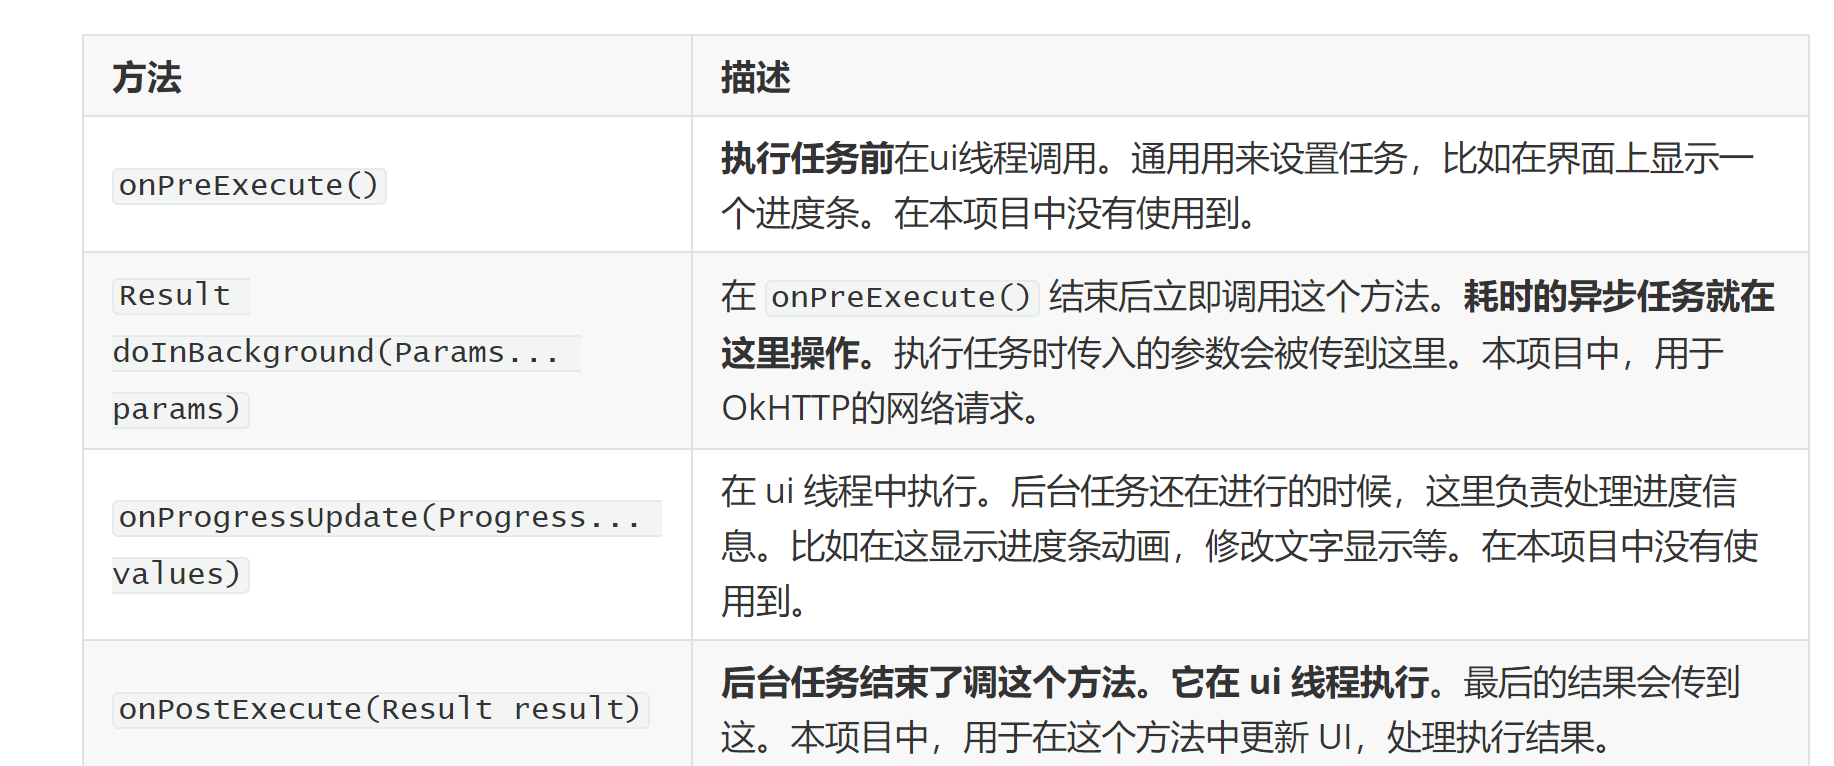 方法
描述
onPreExecute()
执行任务前在ui线程调用。通用用来设置任务，比如在界面上显示一
个进度条。在本项目中没有使用到。
Result
doInBackground(Params...
params)
在 onPreExecute() 结束后立即调用这个方法。耗时的异步任务就在
这里操作。执行任务时传入的参数会被传到这里。本项目中，用于
OkHTTP的网络请求。
onProgressUpdate(Progress...
values)
在 ui 线程中执行。后台任务还在进行的时候，这里负责处理进度信
息。比如在这显示进度条动画，修改文字显示等。在本项目中没有使
用到。
onPostExecute(Result result)
后台任务结束了调这个方法。它在 ui 线程执行。最后的结果会传到
这。本项目中，用于在这个方法中更新 UI，处理执行结果。